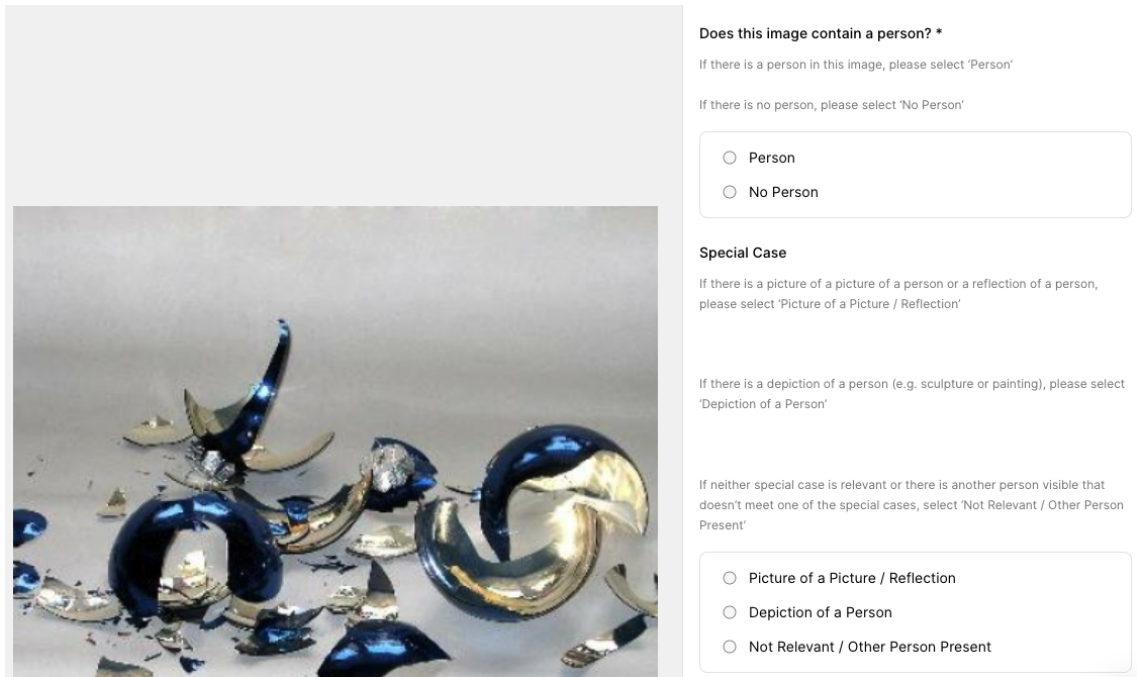 Does this image contain a person? *
If there is a person in this image, please select ‘Person’
If there is no person, please select ‘No Person’
Person
No Person
Special Case
If there is a picture of a picture of a person or a reflection of a person,
please select ‘Picture of a Picture / Reflection’
If there is a depiction of a person (e.g. sculpture or painting), please select
‘Depiction of a Person’
If neither special case is relevant or there is another person visible that
doesn’t meet one of the special cases, select ‘Not Relevant / Other Person
Present’
Picture of a Picture / Reflection
Depiction of a Person
Not Relevant / Other Person Present